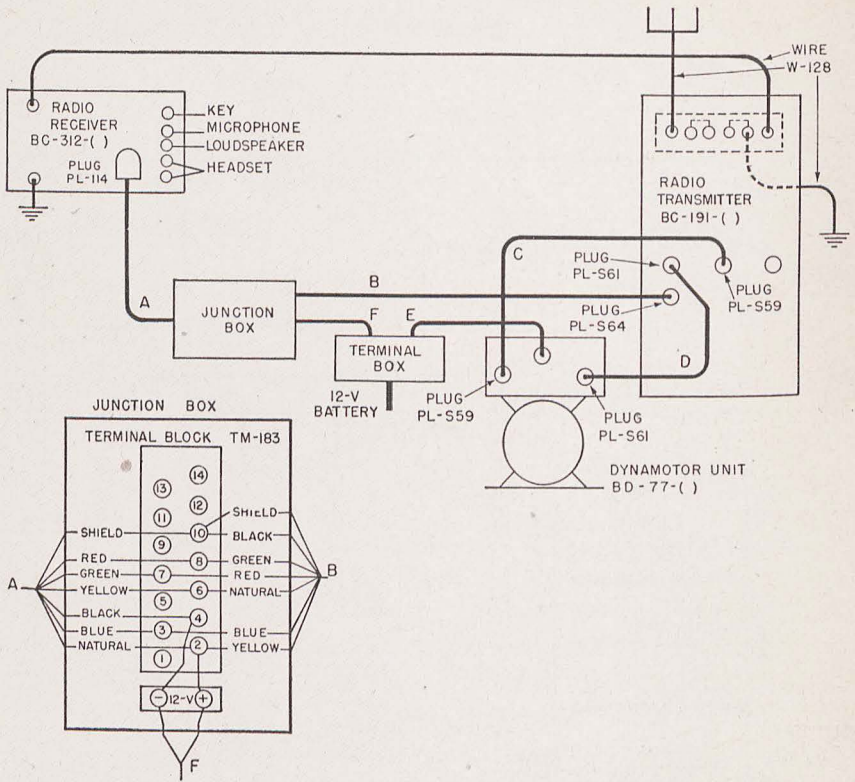 WIRE
W-128
RADIO
RECEIVER
BC-312-( )
PLUG
PL-114
KEY
MICROPHONE
LOUDSPEAKER
HEADSET
RADIO
TRANSMITTER
BC-191-( )
A
JUNCTION
BOX
B
C
D
E
F
PLUG
PL-S61
PLUG
PL-S64
PLUG
PL-S59
TERMINAL
BOX
12-V
BATTERY
PLUG
PL-S59
PLUG
PL-S61
DYNAMOTOR UNIT
BD-77-( )
JUNCTION BOX
TERMINAL BLOCK TM-183
14
13
12
11
SHIELD
SHIELD 10 BLACK
9
RED 8 GREEN
GREEN 7 RED
YELLOW 6 NATURAL
5
BLACK 4
BLUE 3 BLUE
NATURAL 2 YELLOW
1
A
B
- 12-V +
F